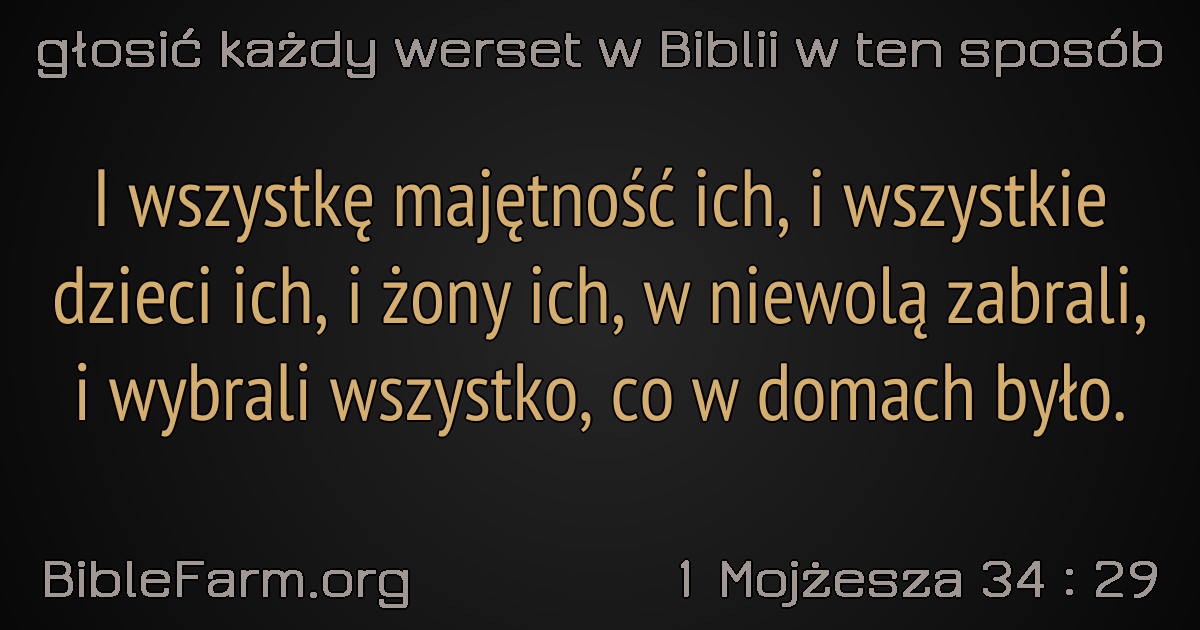 głosić każdy werset w Biblii w ten sposób
I wszystkę majętność ich, i wszystkie
dzieci ich, i żony ich, w niewolą zabrali,
i wybrali wszystko, co w domach było.
BibleFarm.org
1 Mojżesza 34 : 29